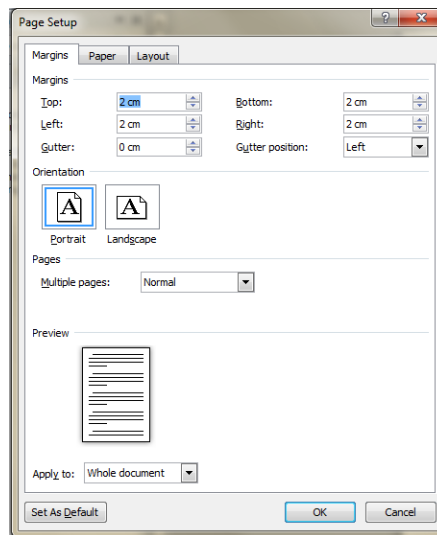 Page Setup
Margins Paper Layout
Margins
Top: 2 cm Bottom: 2 cm
Left: 2 cm Right: 2 cm
Gutter: 0 cm Gutter position: Left
Orientation
A A
Portrait Landscape
Pages
Multiple pages: Normal
Preview
Apply to: Whole document
Set As Default OK Cancel